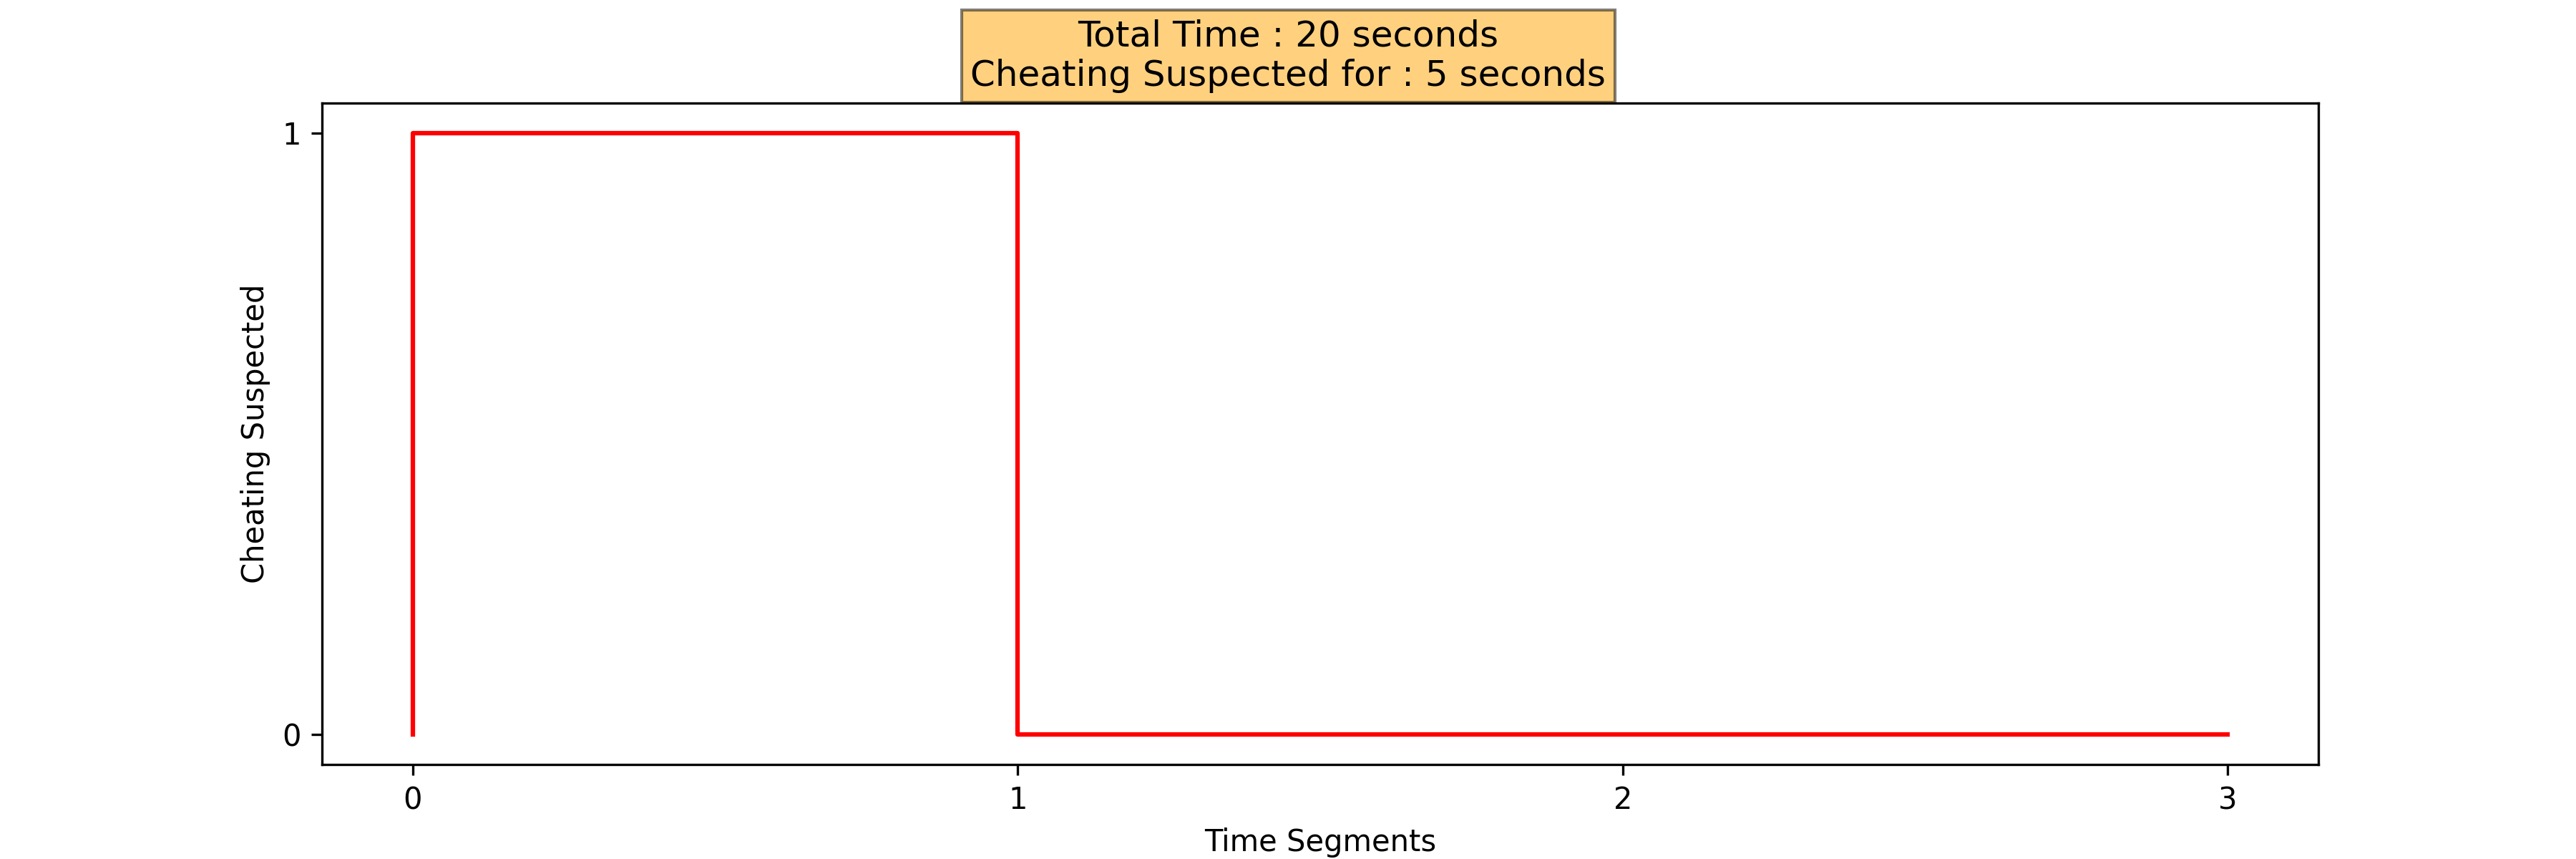 Total Time : 20 seconds
Cheating Suspected for : 5 seconds
1
Cheating Suspected
0
0 1 2 3
Time Segments